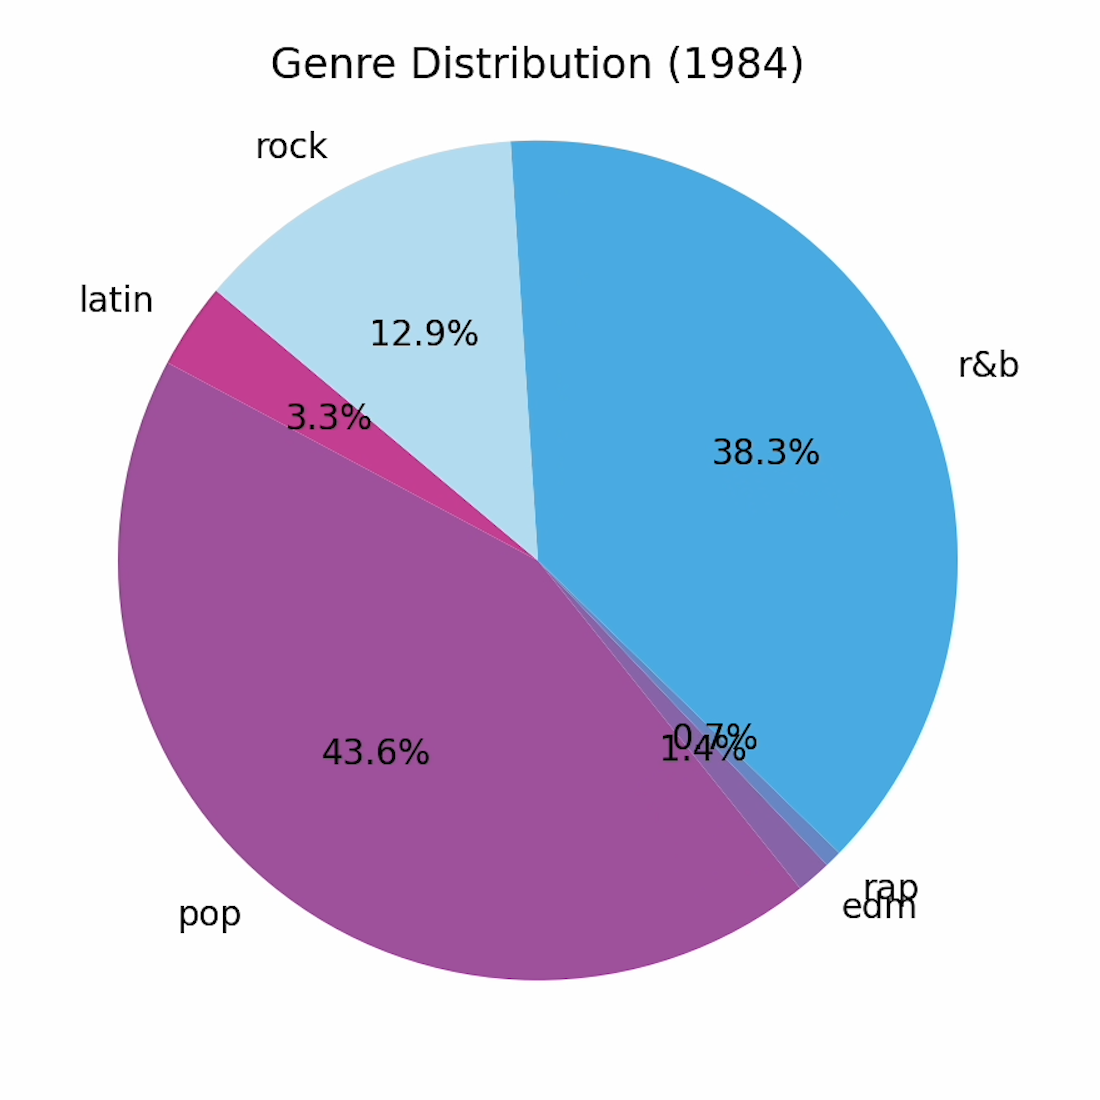 Genre Distribution (1984)
rock
latin
r&b
12.9%
3.3%
38.3%
0.7%
1.4%
43.6%
rap
edm
pop